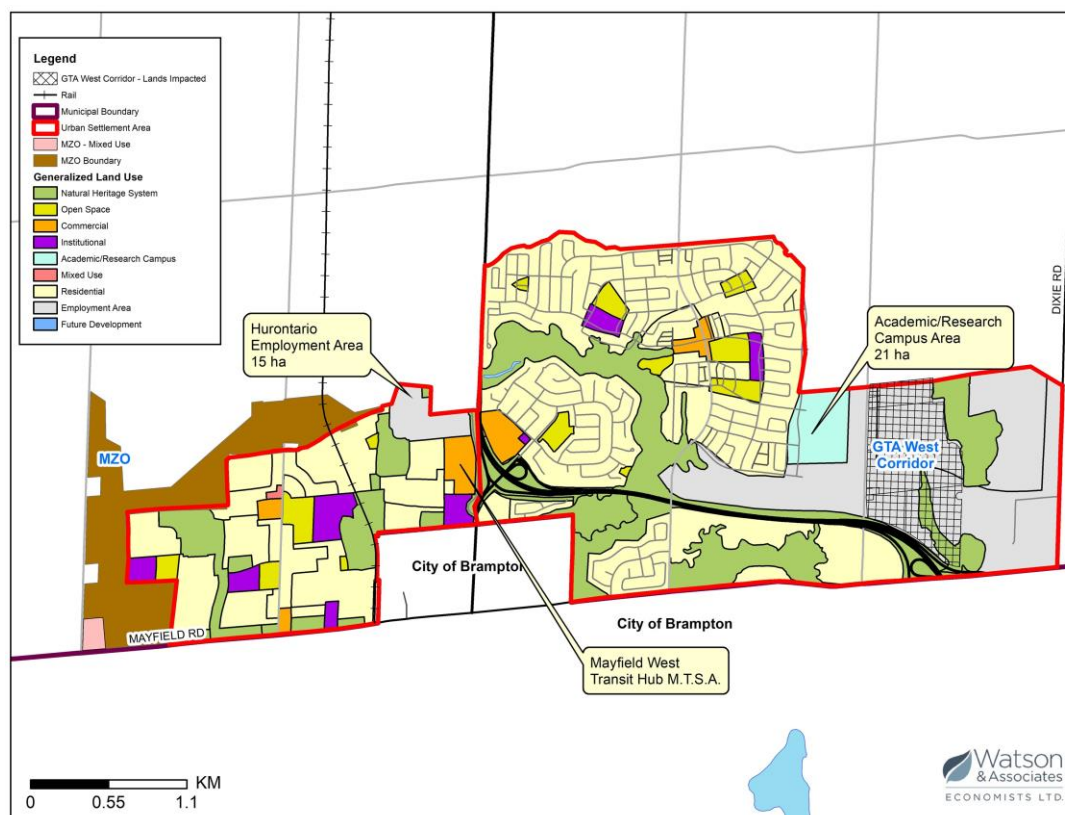 Legend
GTA West Corridor - Lands Impacted
Rail
Municipal Boundary
Urban Settlement Area
MZO - Mixed Use
MZO Boundary
Generalized Land Use
Natural Heritage System
Open Space
Commercial
Institutional
Academic/Research Campus
Mixed Use
Residential
Employment Area
Future Development
Hurontario
Employment Area
15 ha
Academic/Research
Campus Area
21 ha
DIXIE RD
MZO
GTA West
Corridor
City of Brampton
City of Brampton
MAYFIELD RD
Mayfield West
Transit Hub M.T.S.A.
KM
0 0.55 1.1
Watson
& Associates
ECONOMISTS LTD.